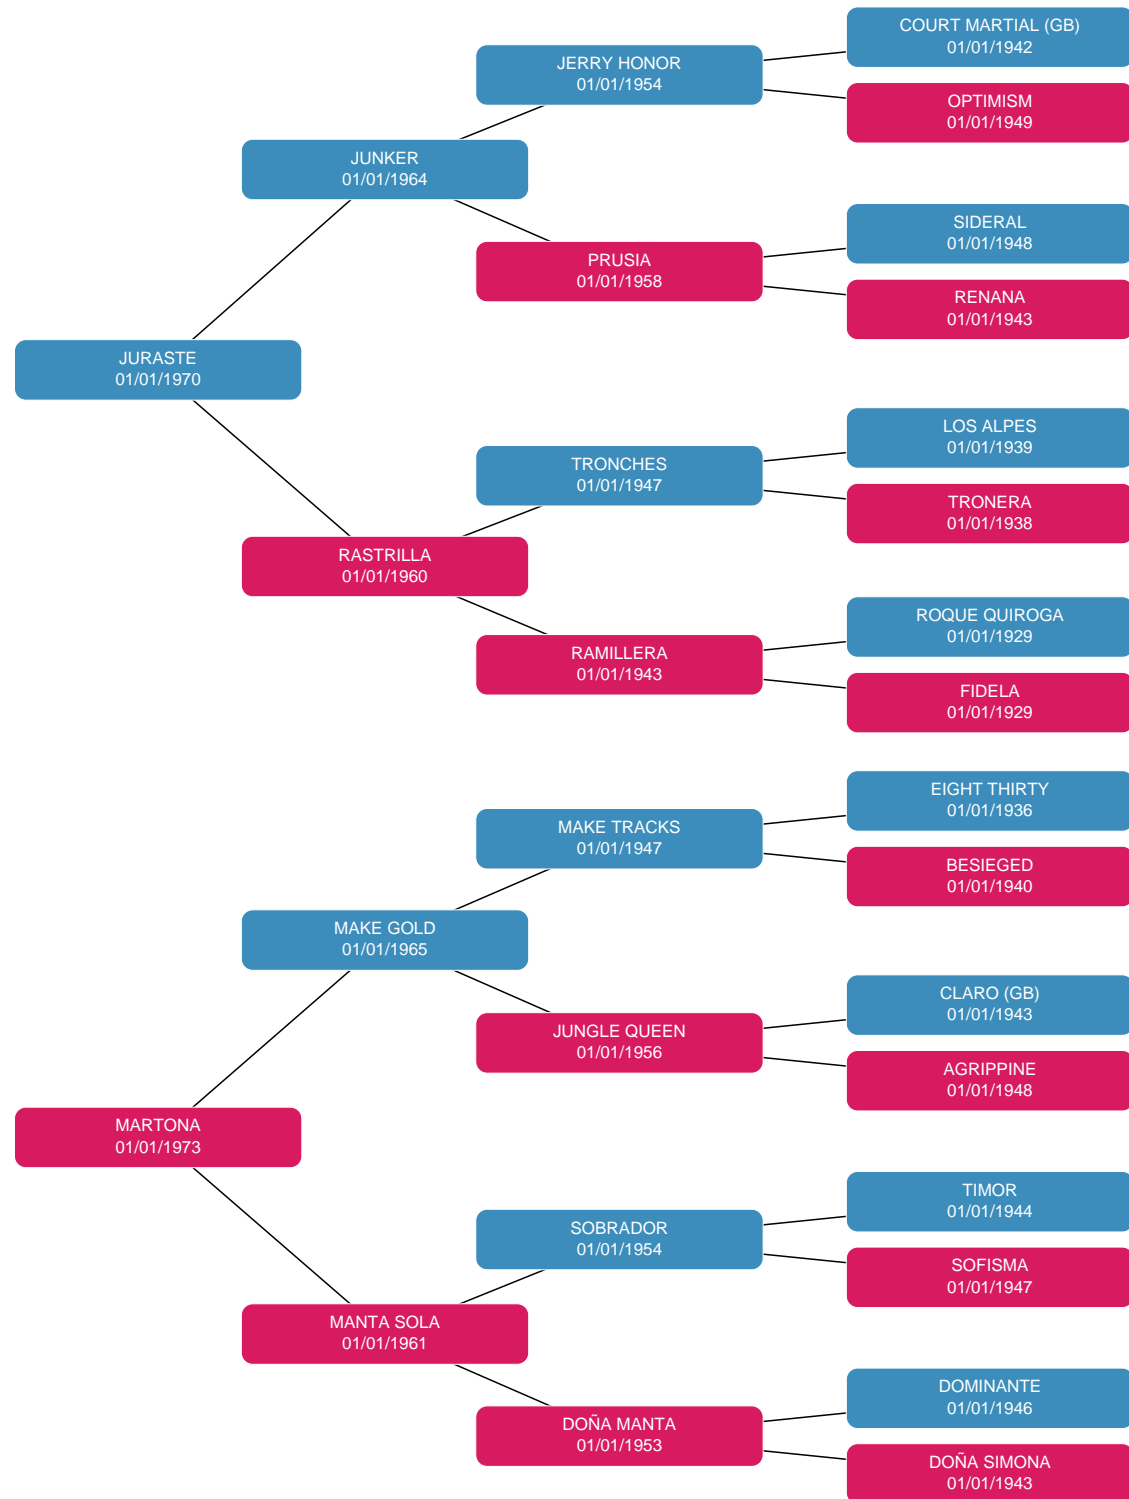 COURT MARTIAL (GB)
01/01/1942
JERRY HONOR
01/01/1954
OPTIMISM
01/01/1949
JUNKER
01/01/1964
SIDERAL
01/01/1948
PRUSIA
01/01/1958
RENANA
01/01/1943
JURASTE
01/01/1970
LOS ALPES
01/01/1939
TRONCHES
01/01/1947
TRONERA
01/01/1938
RASTRILLA
01/01/1960
ROQUE QUIROGA
01/01/1929
RAMILLERA
01/01/1943
FIDELA
01/01/1929
EIGHT THIRTY
01/01/1936
MAKE TRACKS
01/01/1947
BESIEGED
01/01/1940
MAKE GOLD
01/01/1965
CLARO (GB)
01/01/1943
JUNGLE QUEEN
01/01/1956
AGRIPPINE
01/01/1948
MARTONA
01/01/1973
TIMOR
01/01/1944
SOBRADOR
01/01/1954
SOFISMA
01/01/1947
MANTA SOLA
01/01/1961
DOMINANTE
01/01/1946
DOÑA MANTA
01/01/1953
DOÑA SIMONA
01/01/1943